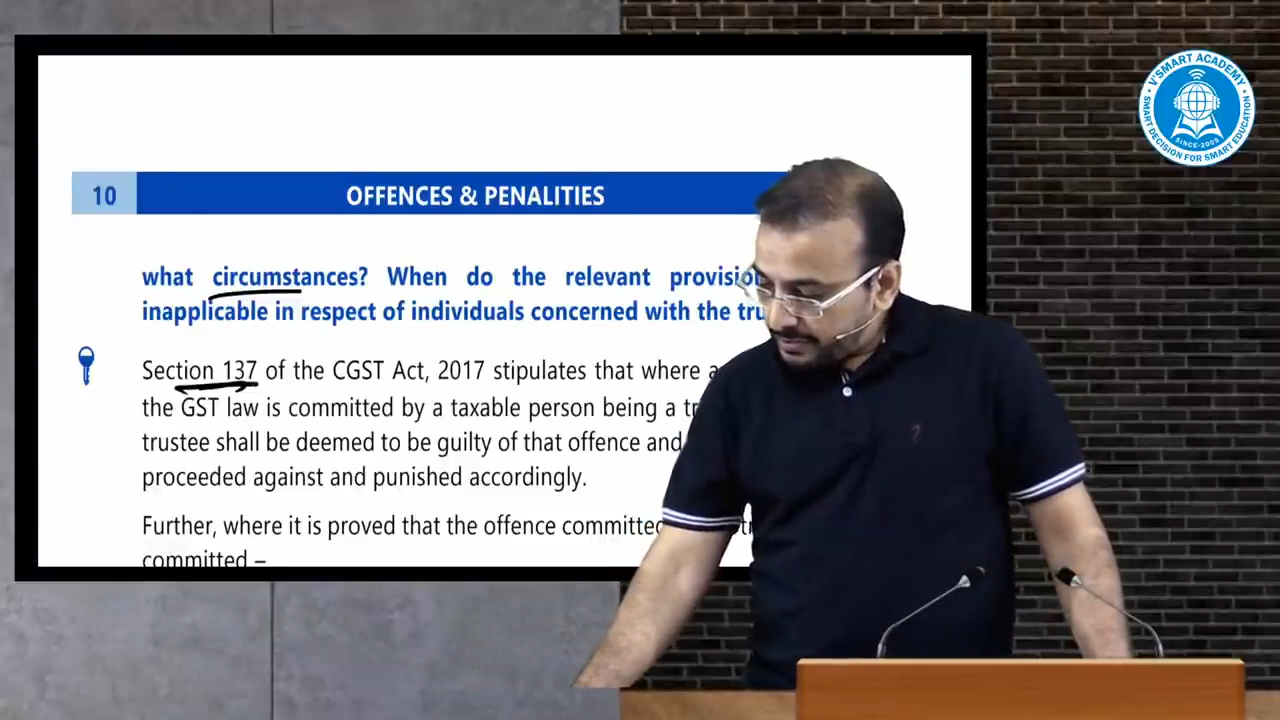 10 OFFENCES & PENALITIES
what circumstances? When do the relevant
inapplicable in respect of individuals concerned with the
Section 137 of the CGST Act, 2017 stipulates that where
the GST law is committed by a taxable person being a
trustee shall be deemed to be guilty of that offence and
proceeded against and punished accordingly.
Further, where it is proved that the offence committed
committed –
V'SMART ACADEMY
SMART DECISION FOR SMART EDUCATION
SINCE-2003